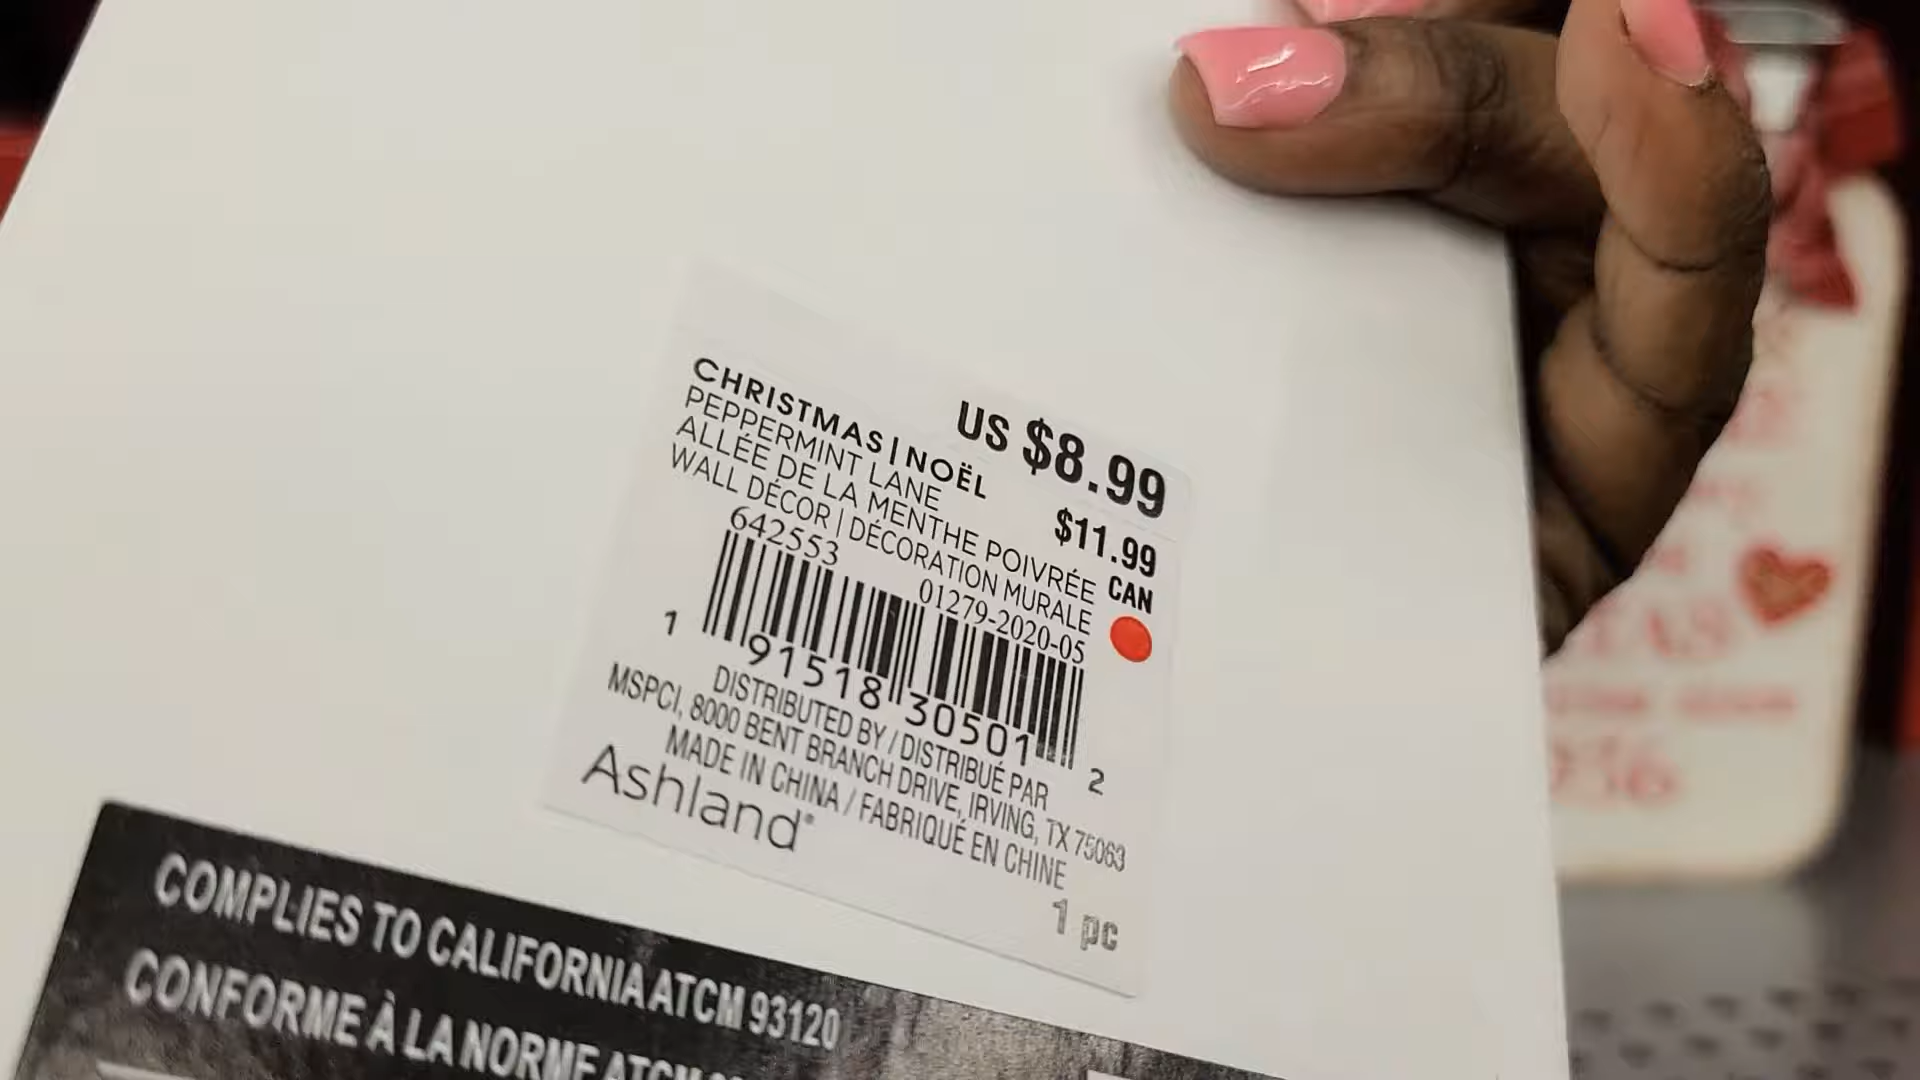 CHRISTMAS | NOËL
PEPPERMINT LANE
ALLÉE DE LA MENTHE POIVRÉE
WALL DÉCOR | DÉCORATION MURALE
US $8.99
$11.99
CAN
642553
01279-2020-05
1 91518 30501 2
DISTRIBUTED BY / DISTRIBUÉ PAR
MSPCI, 8000 BENT BRANCH DRIVE, IRVING, TX 75063
MADE IN CHINA / FABRIQUÉ EN CHINE
Ashland®
1 pc
COMPLIES TO CALIFORNIA ATCM 93120
CONFORME À LA NORME ATCM